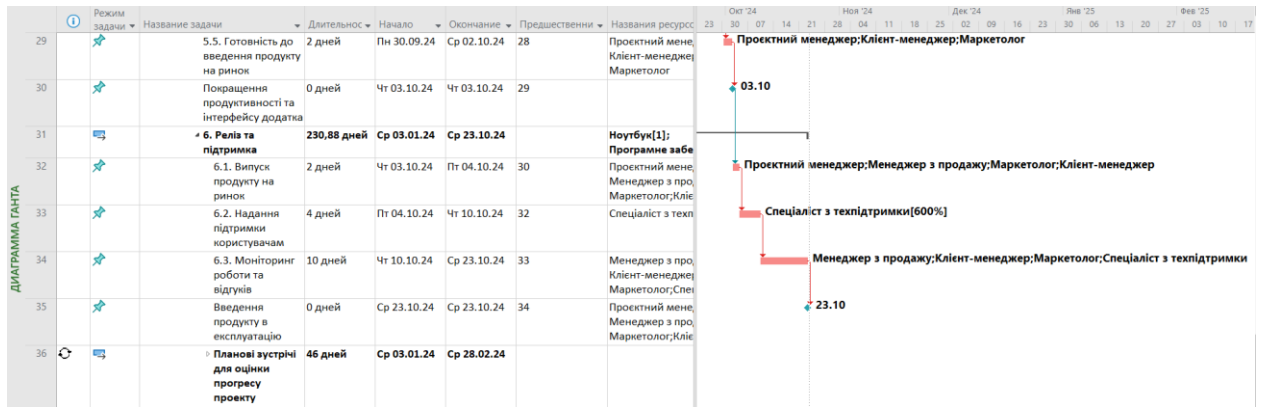 Окт '24 Ноя '24 Дек '24 Янв '25 Фев '25
Режим задачи Название задачи Длительнос Начало Окончание Предшественни Названия ресурсо 23 30 07 14 21 28 04 11 18 25 02 09 16 23 30 06 13 20 27 03 10 17
ДИАГРАММА ГАНТА
29 5.5. Готовність до 2 дней Пн 30.09.24 Ср 02.10.24 28 Проєктний мене Проєктний менеджер;Клієнт-менеджер;Маркетолог
введення продукту Клієнт-менеджер
на ринок Маркетолог
30 Покращення 0 дней Чт 03.10.24 Чт 03.10.24 29 03.10
продуктивності та
інтерфейсу додатка
31 6. Реліз та 230,88 дней Ср 03.01.24 Ср 23.10.24 Ноутбук[1];
підтримка Програмне забе
32 6.1. Випуск 2 дней Чт 03.10.24 Пт 04.10.24 30 Проєктний мене Проєктний менеджер;Менеджер з продажу;Маркетолог;Клієнт-менеджер
продукту на Менеджер з про
ринок Маркетолог;Кліє
33 6.2. Надання 4 дней Пт 04.10.24 Чт 10.10.24 32 Спеціаліст з техп Спеціаліст з техпідтримки[600%]
підтримки
користувачам
34 6.3. Моніторинг 10 дней Чт 10.10.24 Ср 23.10.24 33 Менеджер з про Менеджер з продажу;Клієнт-менеджер;Маркетолог;Спеціаліст з техпідтримки
роботи та Клієнт-менеджер
відгуків Маркетолог;Спец
35 Введення 0 дней Ср 23.10.24 Ср 23.10.24 34 Проєктний мене 23.10
продукту в Менеджер з про
експлуатацію Маркетолог;Кліє
36 Планові зустрічі 46 дней Ср 03.01.24 Ср 28.02.24
для оцінки
прогресу
проекту